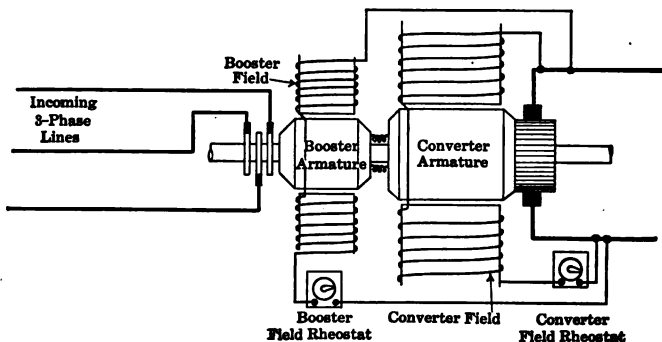 Booster
Field
Incoming
3-Phase
Lines
Booster
Armature
Converter
Armature
Booster
Field Rheostat
Converter Field
Converter
Field Rheostat